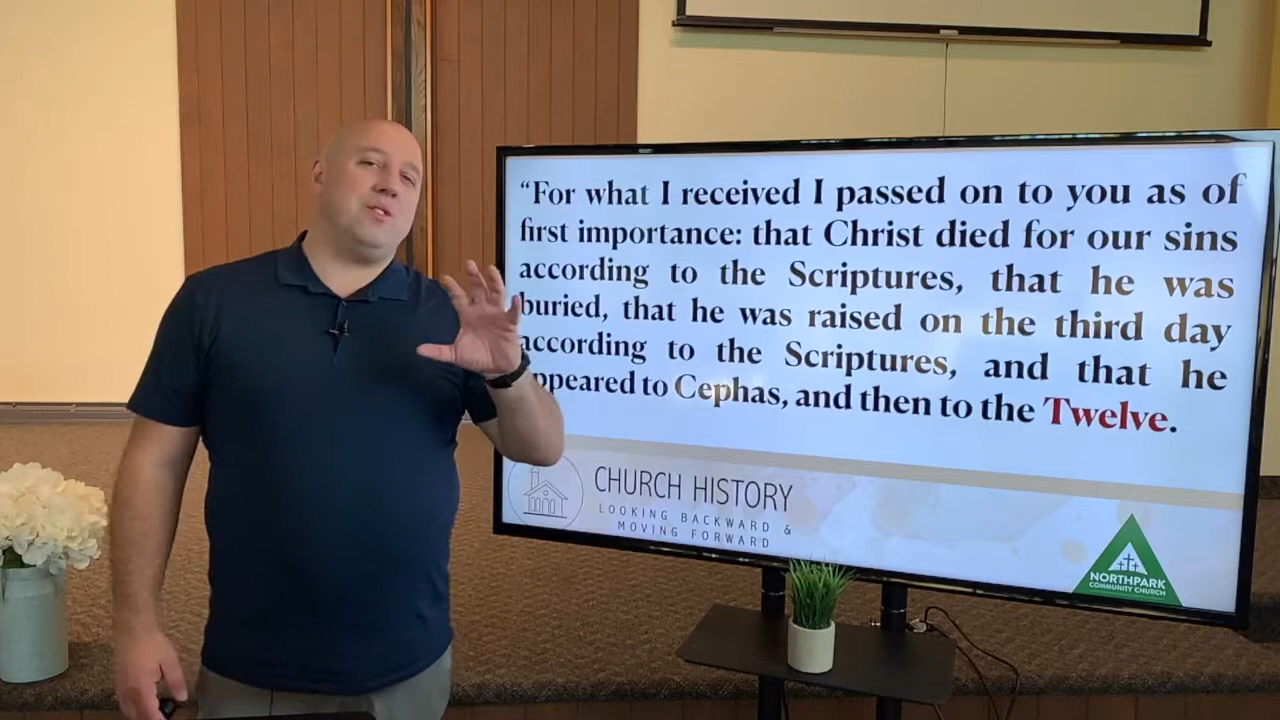 “For what I received I passed on to you as of
first importance: that Christ died for our sins
according to the Scriptures, that he was
buried, that he was raised on the third day
according to the Scriptures, and that he
appeared to Cephas, and then to the Twelve.
CHURCH HISTORY
LOOKING BACKWARD &
MOVING FORWARD
NORTHPARK
COMMUNITY CHURCH